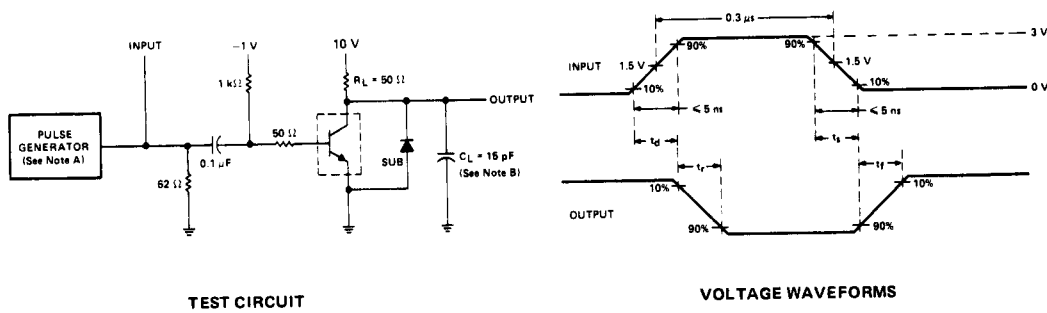 INPUT
–1 V
10 V
1 kΩ
R_L = 50 Ω
OUTPUT
PULSE
GENERATOR
(See Note A)
0.1 μF
50 Ω
62 Ω
SUB
C_L = 15 pF
(See Note B)
TEST CIRCUIT
0.3 μs
3 V
90%
90%
INPUT
1.5 V
1.5 V
10%
10%
0 V
≤ 5 ns
≤ 5 ns
t_d
t_s
t_r
t_f
10%
10%
OUTPUT
90%
90%
VOLTAGE WAVEFORMS